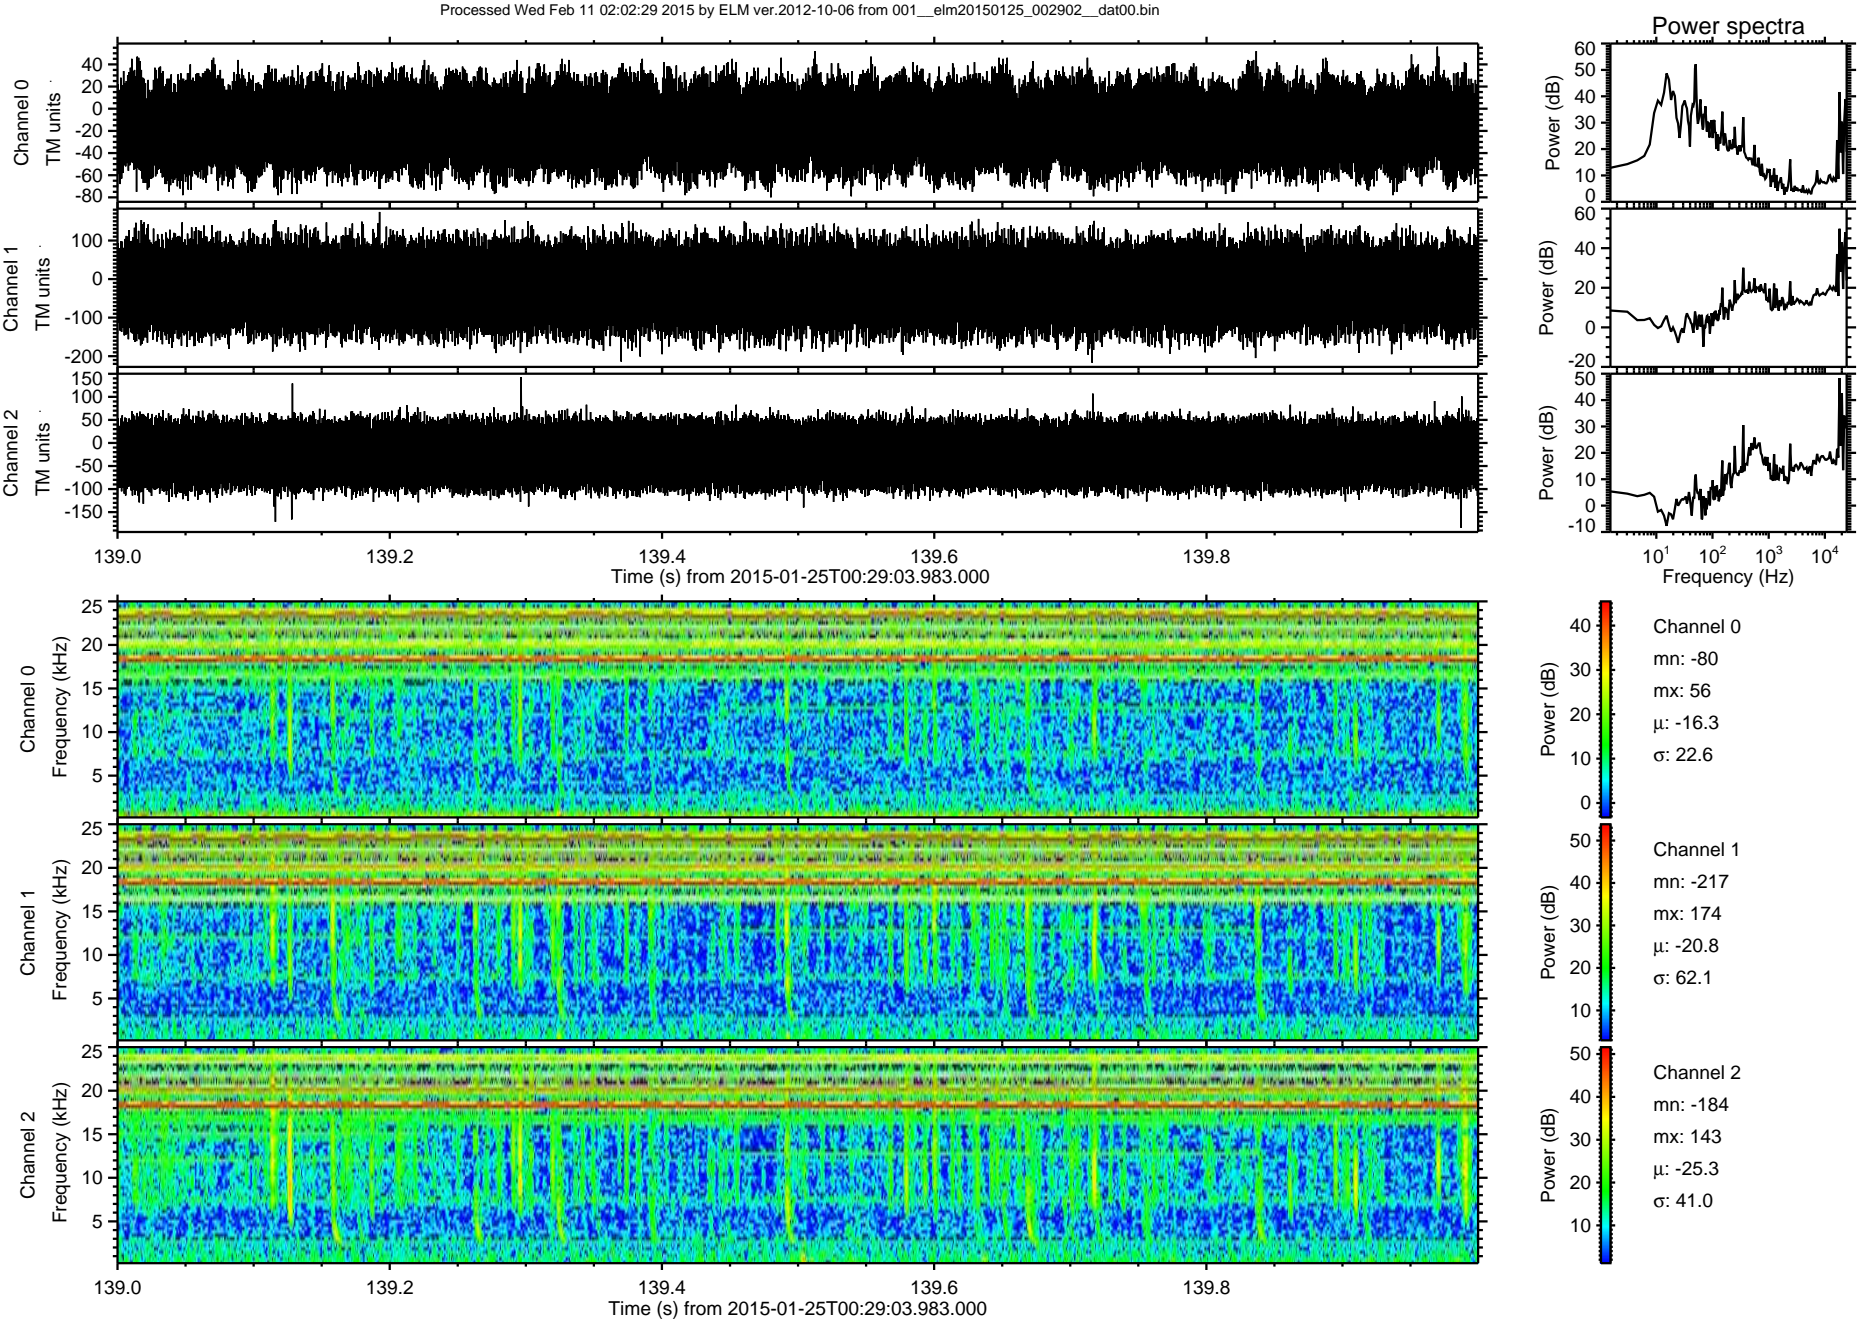 Processed Wed Feb 11 02:02:29 2015 by ELM ver.2012-10-06 from 001__elm20150125_002902__dat00.bin
Power spectra
Channel 0
TM units
40
20
0
-20
-40
-60
-80
Power (dB)
60
50
40
30
20
10
0
Channel 1
TM units
100
0
-100
-200
Power (dB)
60
40
20
0
-20
Channel 2
TM units
150
100
50
0
-50
-100
-150
Power (dB)
50
40
30
20
10
0
-10
139.0 139.2 139.4 139.6 139.8
Time (s) from 2015-01-25T00:29:03.983.000
10¹ 10² 10³ 10⁴
Frequency (Hz)
Channel 0
Frequency (kHz)
25
20
15
10
5
Power (dB)
40
30
20
10
0
Channel 0
mn: -80
mx: 56
μ: -16.3
σ: 22.6
Channel 1
Frequency (kHz)
25
20
15
10
5
Power (dB)
50
40
30
20
10
Channel 1
mn: -217
mx: 174
μ: -20.8
σ: 62.1
Channel 2
Frequency (kHz)
25
20
15
10
5
Power (dB)
50
40
30
20
10
Channel 2
mn: -184
mx: 143
μ: -25.3
σ: 41.0
139.0 139.2 139.4 139.6 139.8
Time (s) from 2015-01-25T00:29:03.983.000